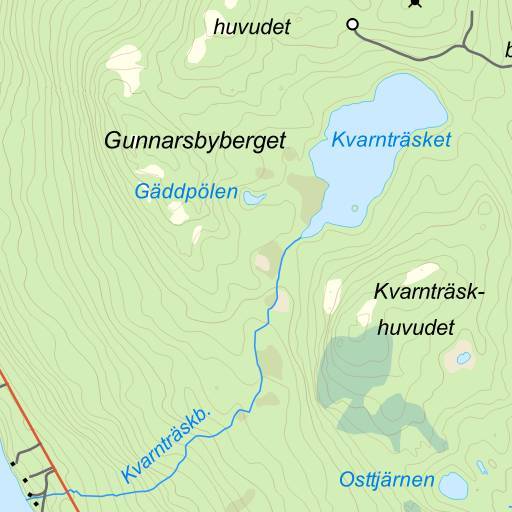 huvudet
b
Gunnarsbyberget
Kvarnträsket
Gäddpölen
Kvarnträsk-
huvudet
Kvarnträskb.
Osttjärnen